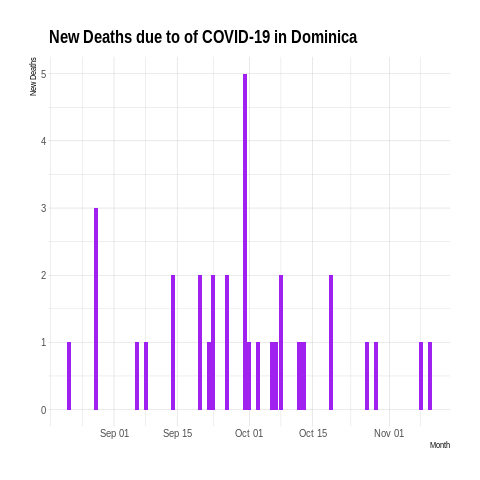 New Deaths due to of COVID-19 in Dominica
New Deaths
5
4
3
2
1
0
Sep 01 Sep 15 Oct 01 Oct 15 Nov 01
Month